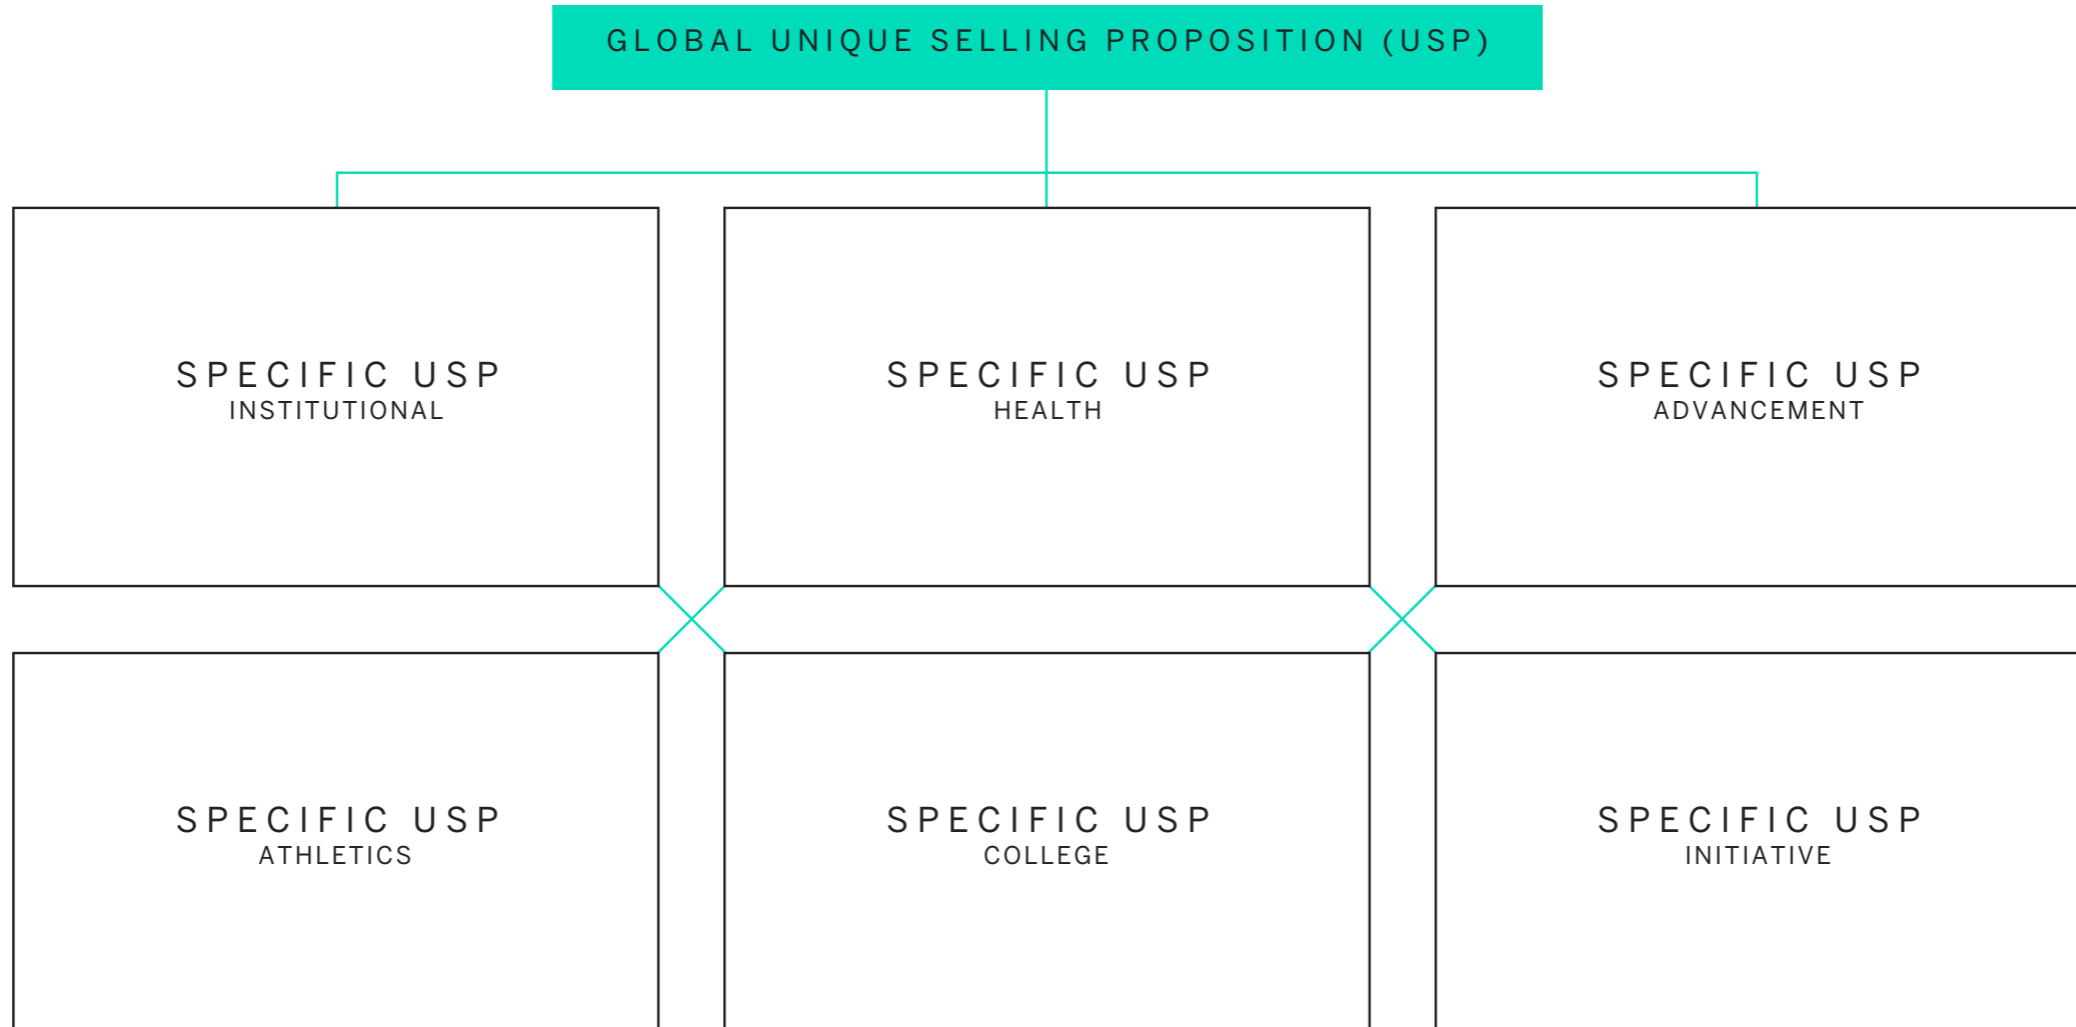 GLOBAL UNIQUE SELLING PROPOSITION (USP)
SPECIFIC USP
INSTITUTIONAL
SPECIFIC USP
HEALTH
SPECIFIC USP
ADVANCEMENT
SPECIFIC USP
ATHLETICS
SPECIFIC USP
COLLEGE
SPECIFIC USP
INITIATIVE